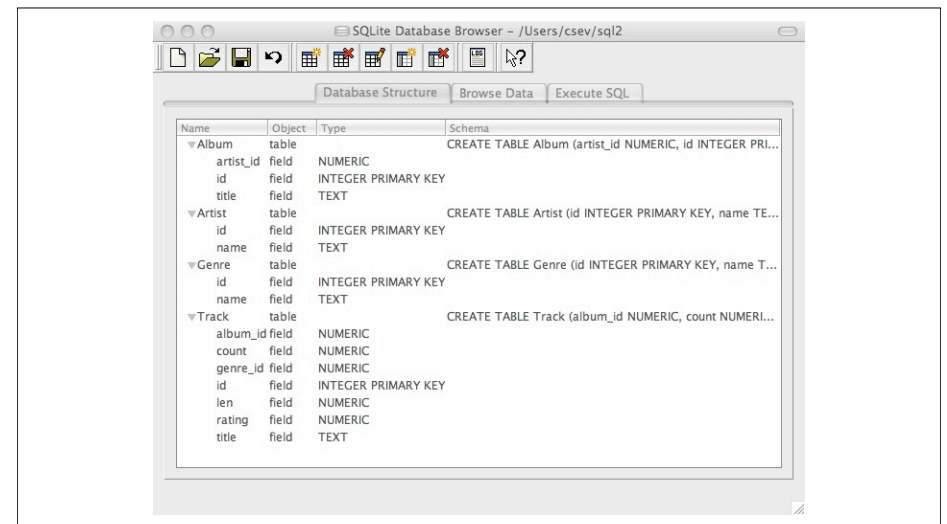 SQLite Database Browser – /Users/csev/sql2
LOG ?
Database Structure Browse Data Execute SQL
Name Object Type Schema
Album table CREATE TABLE Album (artist_id NUMERIC, id INTEGER PRI...
artist_id field NUMERIC
id field INTEGER PRIMARY KEY
title field TEXT
Artist table CREATE TABLE Artist (id INTEGER PRIMARY KEY, name TE...
id field INTEGER PRIMARY KEY
name field TEXT
Genre table CREATE TABLE Genre (id INTEGER PRIMARY KEY, name T...
id field INTEGER PRIMARY KEY
name field TEXT
Track table CREATE TABLE Track (album_id NUMERIC, count NUMERI...
album_id field NUMERIC
count field NUMERIC
genre_id field NUMERIC
id field INTEGER PRIMARY KEY
len field NUMERIC
rating field NUMERIC
title field TEXT